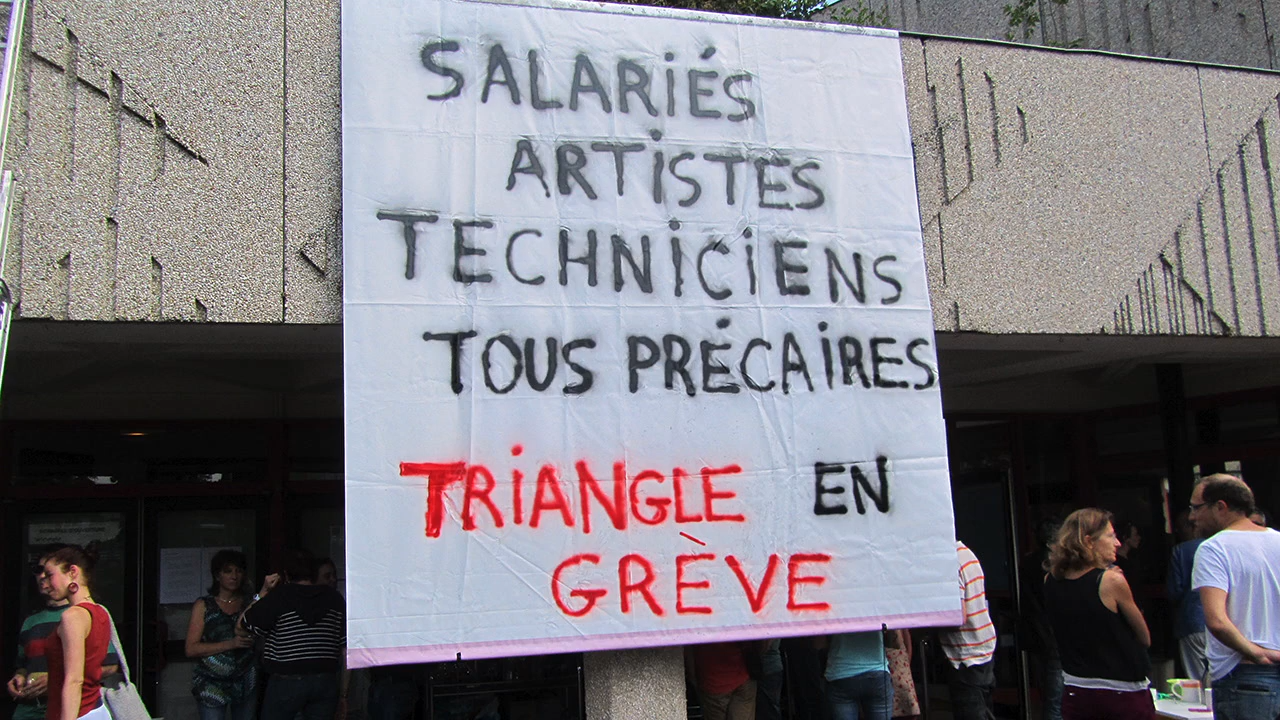 SALARIÉS
ARTISTES
TECHNICIENS
TOUS PRÉCAIRES
TRIANGLE EN
GRÈVE